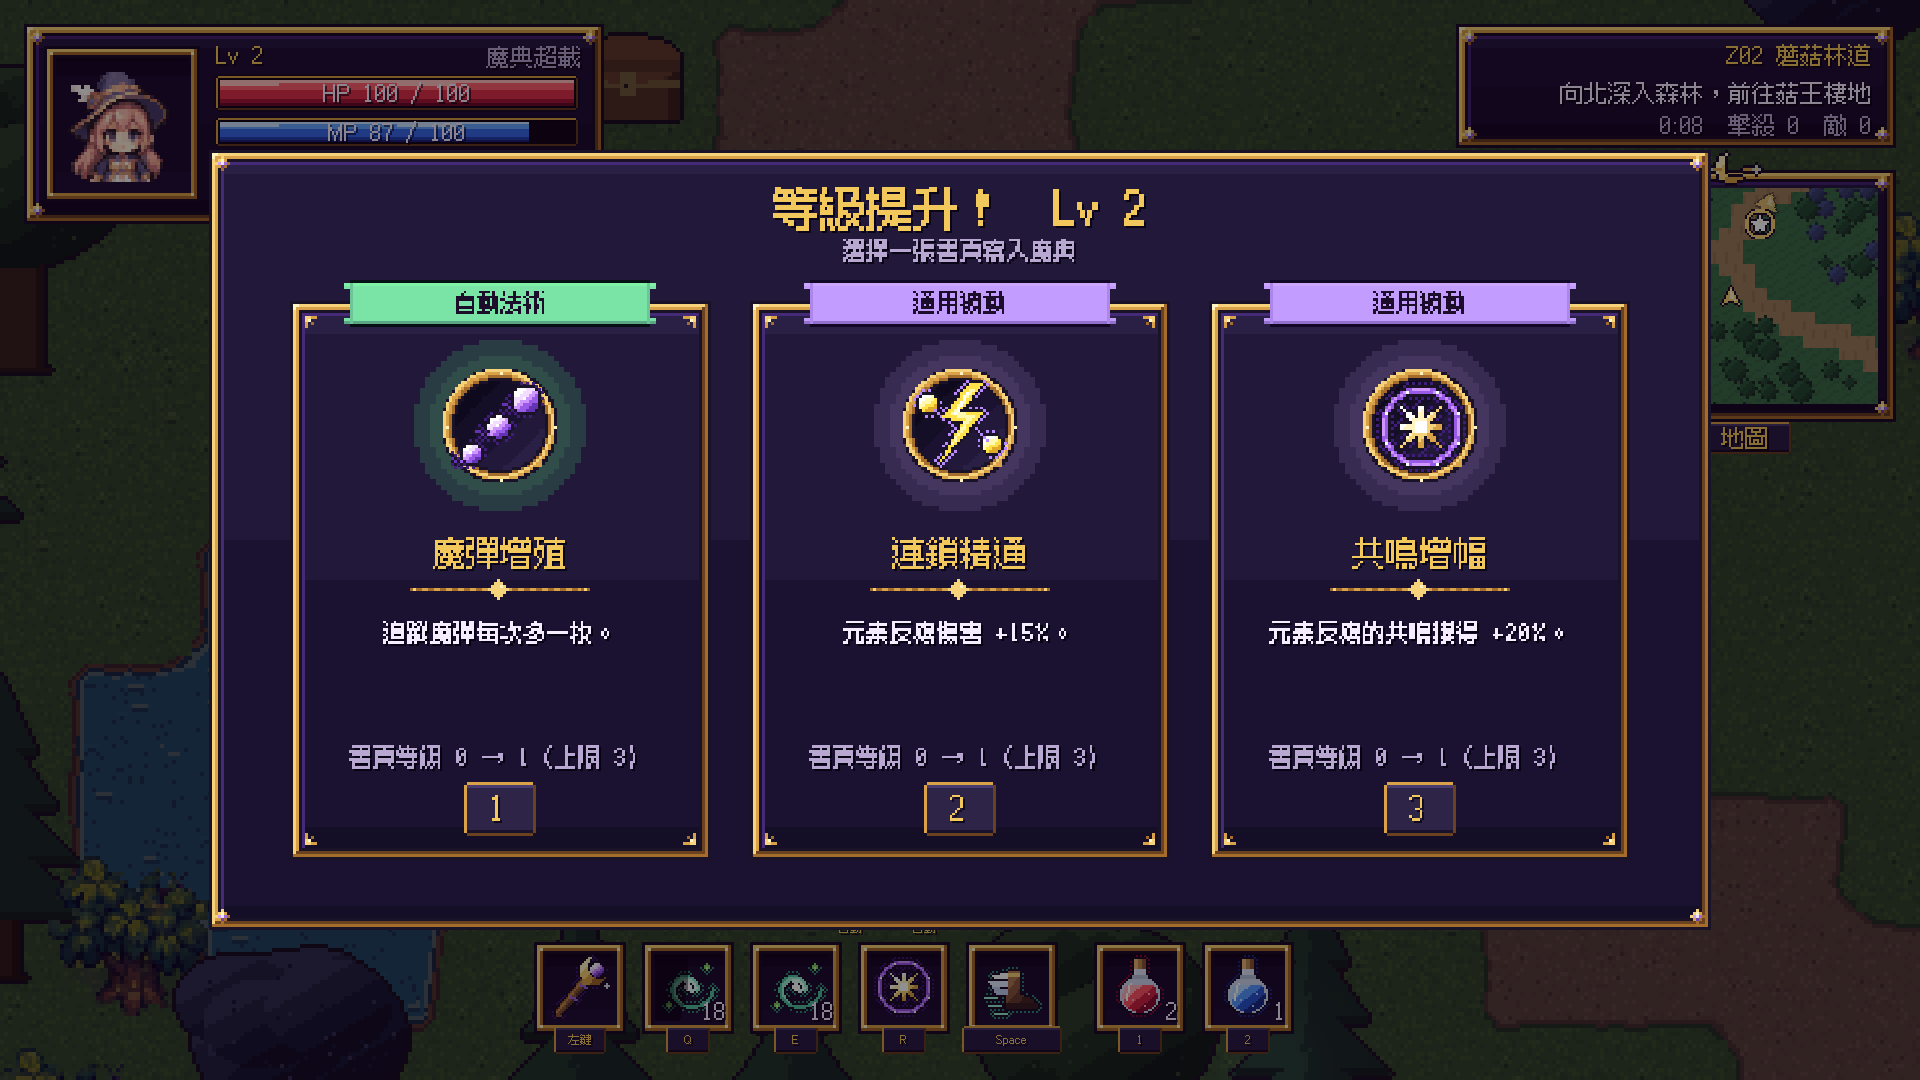 Lv 2
魔典超載
HP 100 / 100
MP 87 / 100
Z02 蘑菇林道
向北深入森林，前往菇王棲地
0:08 擊殺 0 敵 0
等級提升！ Lv 2
選擇一張書頁寫入魔典
自動法術
魔彈增殖
追蹤魔彈每次多一枚。
書頁等級 0 → 1 (上限 3)
1
通用被動
連鎖精通
元素反應傷害 +15%。
書頁等級 0 → 1 (上限 3)
2
通用被動
共鳴增幅
元素反應的共鳴獲得 +20%。
書頁等級 0 → 1 (上限 3)
3
地圖
18
18
2
1
左鍵
Q
E
R
Space
1
2